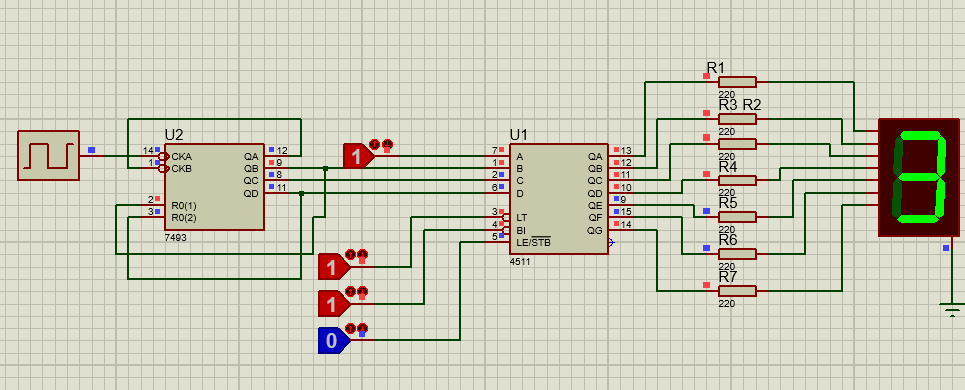 R1
220
R3 R2
220
U2
U1
14 CKA QA 12
1 CKB QB 9
QC 8
QD 11
2 R0(1)
3 R0(2)
7493
1
7 A QA 13
1 B QB 12
2 C QC 11
6 D QD 10
QE 9
3 LT QF 15
4 BI QG 14
5 LE/STB
4511
R4
220
R5
220
R6
220
R7
220
1
1
0